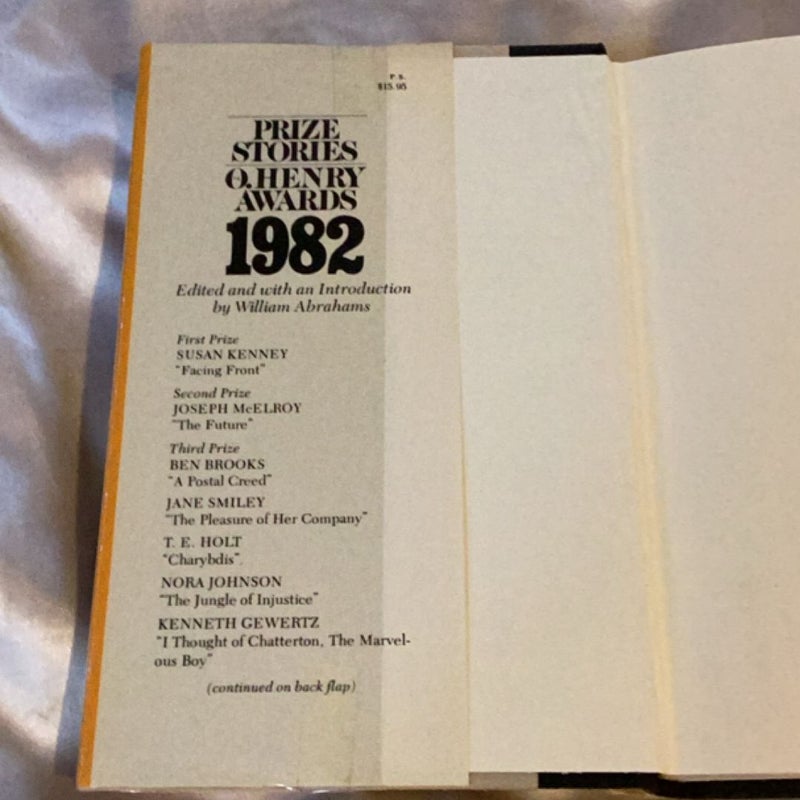 P. S.
$15.95
PRIZE
STORIES
O. HENRY
AWARDS
1982
Edited and with an Introduction
by William Abrahams
First Prize
SUSAN KENNEY
"Facing Front"
Second Prize
JOSEPH McELROY
"The Future"
Third Prize
BEN BROOKS
"A Postal Creed"
JANE SMILEY
"The Pleasure of Her Company"
T. E. HOLT
"Charybdis"
NORA JOHNSON
"The Jungle of Injustice"
KENNETH GEWERTZ
"I Thought of Chatterton, The Marvel-
ous Boy"
(continued on back flap)